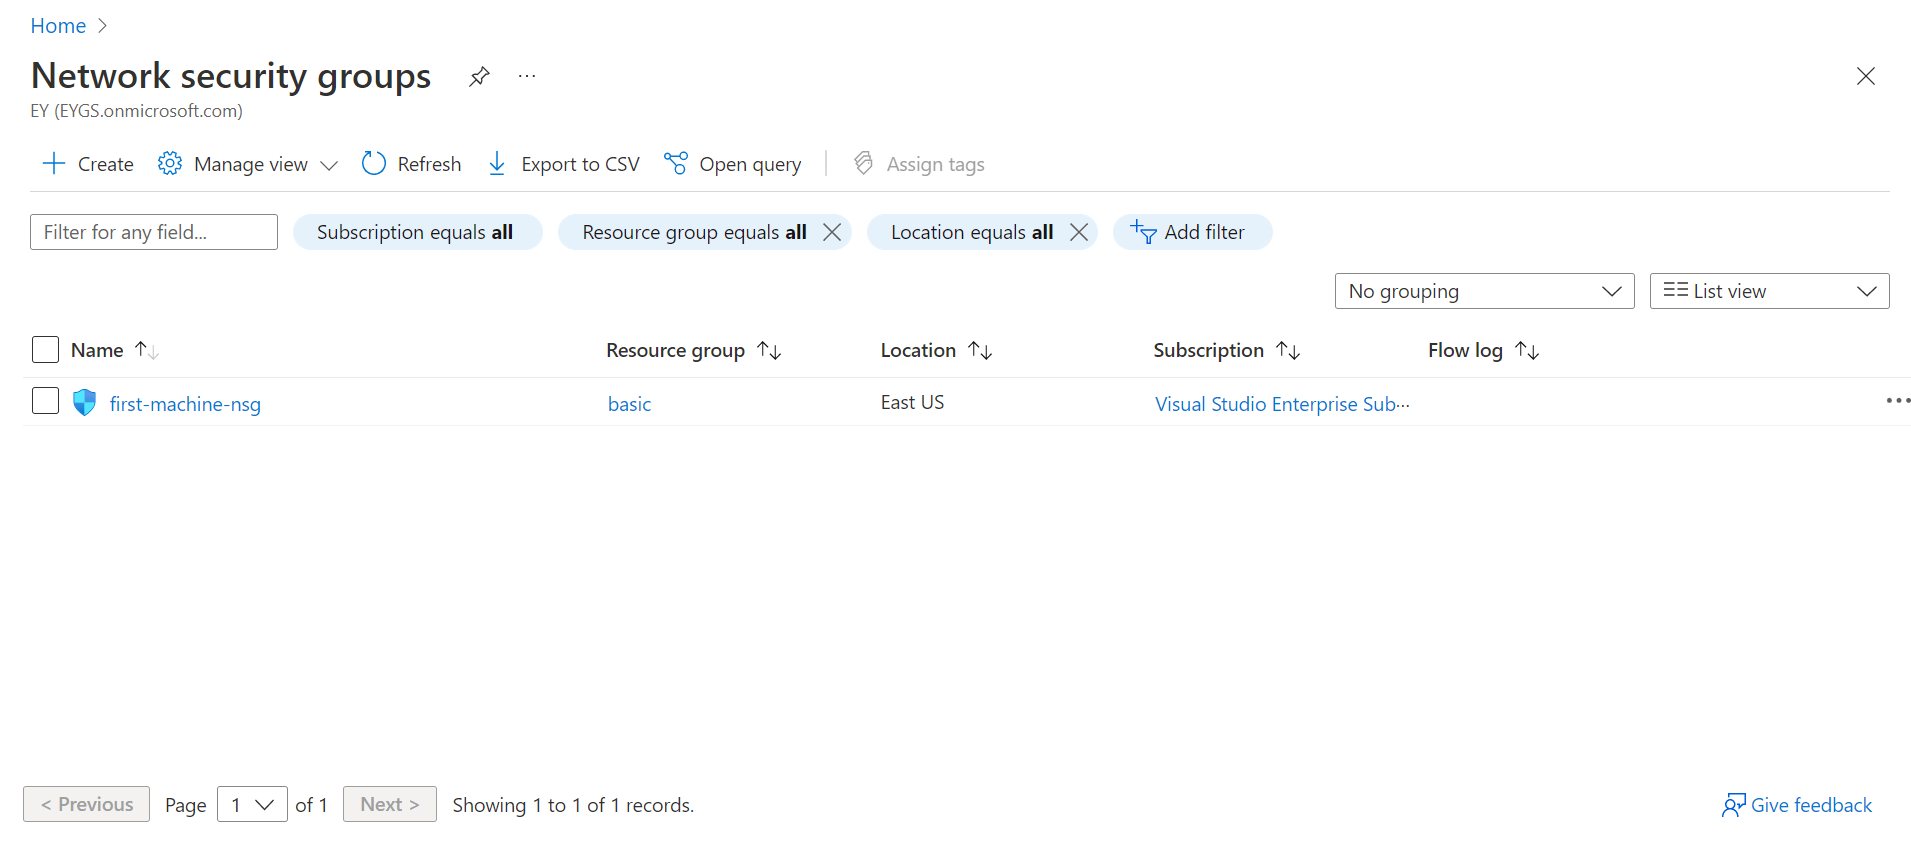 Home
Network security groups
EY (EYGS.onmicrosoft.com)
Create Manage view Refresh Export to CSV Open query Assign tags
Filter for any field... Subscription equals all Resource group equals all Location equals all Add filter
No grouping List view
Name Resource group Location Subscription Flow log
first-machine-nsg basic East US Visual Studio Enterprise Sub···
< Previous Page 1 of 1 Next > Showing 1 to 1 of 1 records. Give feedback